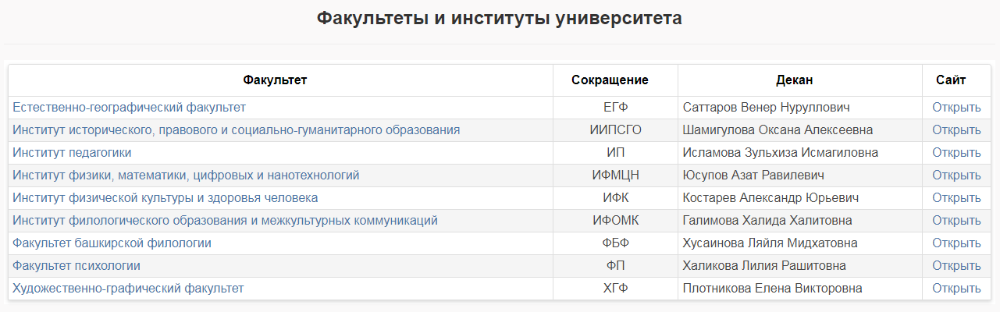 Факультеты и институты университета
Факультет Сокращение Декан Сайт
Естественно-географический факультет ЕГФ Саттаров Венер Нуруллович Открыть
Институт исторического, правового и социально-гуманитарного образования ИИПСГО Шамигулова Оксана Алексеевна Открыть
Институт педагогики ИП Исламова Зульхиза Исмагиловна Открыть
Институт физики, математики, цифровых и нанотехнологий ИФМЦН Юсупов Азат Равилевич Открыть
Институт физической культуры и здоровья человека ИФК Костарев Александр Юрьевич Открыть
Институт филологического образования и межкультурных коммуникаций ИФОМК Галимова Халида Халитовна Открыть
Факультет башкирской филологии ФБФ Хусаинова Ляйля Мидхатовна Открыть
Факультет психологии ФП Халикова Лилия Рашитовна Открыть
Художественно-графический факультет ХГФ Плотникова Елена Викторовна Открыть